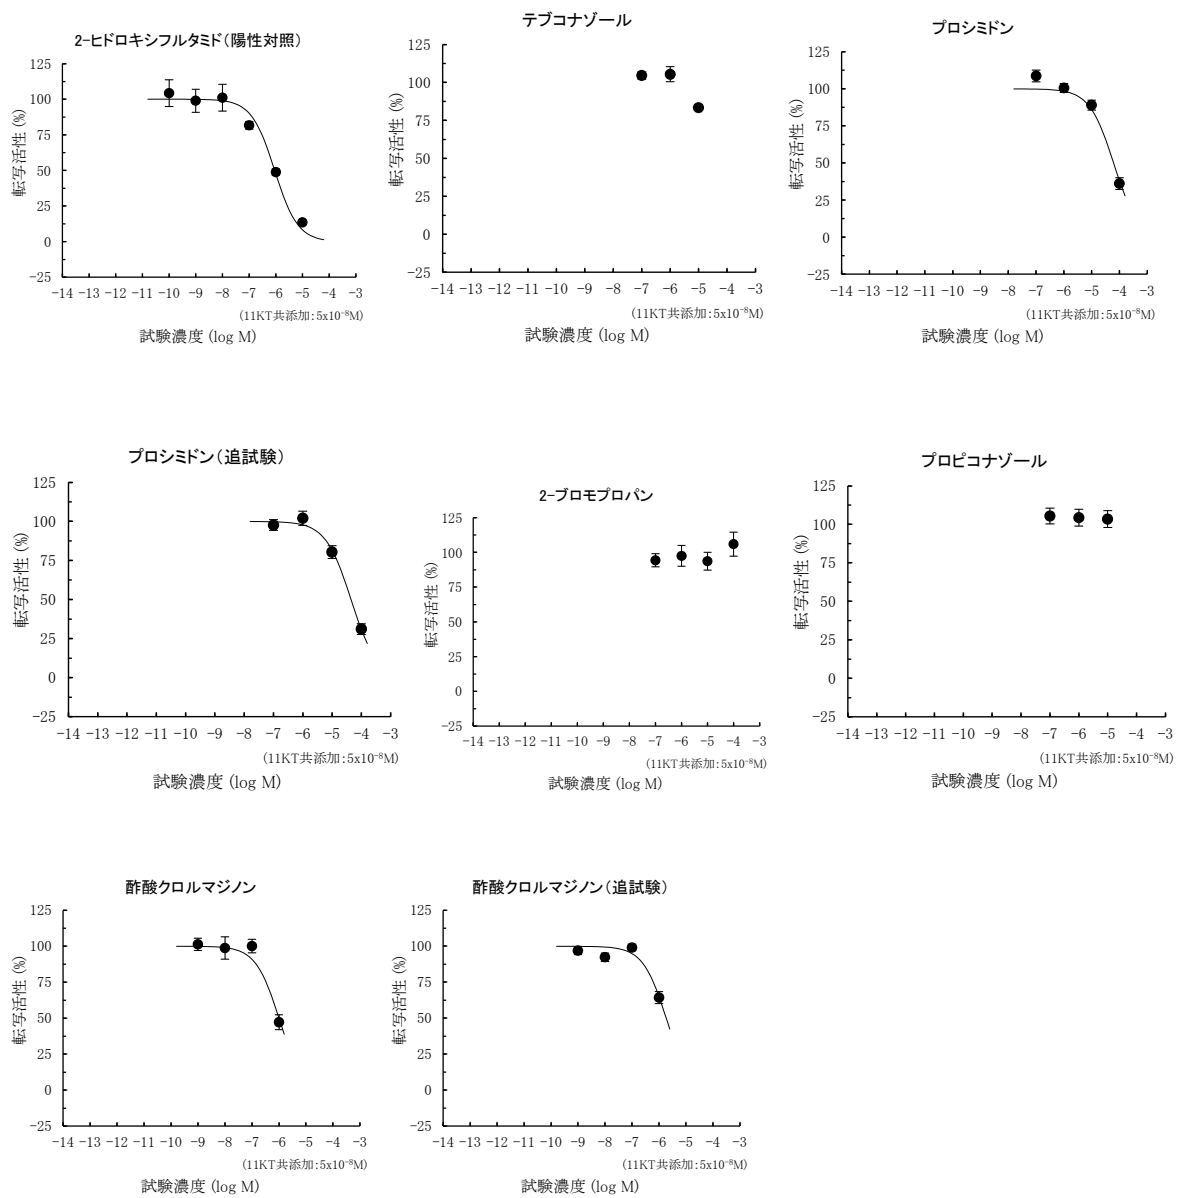 2-ヒドロキシフルタミド(陽性対照)
転写活性 (%)
125
100
75
50
25
0
−25
−14 −13 −12 −11 −10 −9 −8 −7 −6 −5 −4 −3
(11KT共添加:5x10⁻⁸M)
試験濃度 (log M)
テブコナゾール
転写活性 (%)
125
100
75
50
25
0
−25
−14 −13 −12 −11 −10 −9 −8 −7 −6 −5 −4 −3
(11KT共添加:5x10⁻⁸M)
試験濃度 (log M)
プロシミドン
転写活性 (%)
125
100
75
50
25
0
−25
−14 −13 −12 −11 −10 −9 −8 −7 −6 −5 −4 −3
(11KT共添加:5x10⁻⁸M)
試験濃度 (log M)
プロシミドン(追試験)
転写活性 (%)
125
100
75
50
25
0
−25
−14 −13 −12 −11 −10 −9 −8 −7 −6 −5 −4 −3
(11KT共添加:5x10⁻⁸M)
試験濃度 (log M)
2-ブロモプロパン
転写活性 (%)
125
100
75
50
25
0
−25
−14 −13 −12 −11 −10 −9 −8 −7 −6 −5 −4 −3
(11KT共添加:5x10⁻⁸M)
試験濃度 (log M)
プロピコナゾール
転写活性 (%)
125
100
75
50
25
0
−25
−14 −13 −12 −11 −10 −9 −8 −7 −6 −5 −4 −3
(11KT共添加:5x10⁻⁸M)
試験濃度 (log M)
酢酸クロルマジノン
転写活性 (%)
125
100
75
50
25
0
−25
−14 −13 −12 −11 −10 −9 −8 −7 −6 −5 −4 −3
(11KT共添加:5x10⁻⁸M)
試験濃度 (log M)
酢酸クロルマジノン(追試験)
転写活性 (%)
125
100
75
50
25
0
−25
−14 −13 −12 −11 −10 −9 −8 −7 −6 −5 −4 −3
(11KT共添加:5x10⁻⁸M)
試験濃度 (log M)